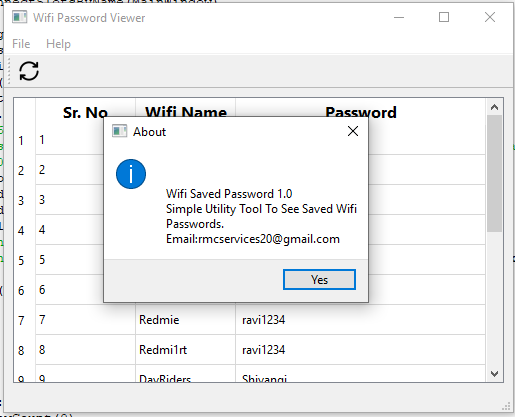 Wifi Password Viewer
File Help
Sr. No Wifi Name Password
About
Wifi Saved Password 1.0
Simple Utility Tool To See Saved Wifi
Passwords.
Email:rmcservices20@gmail.com
Yes
1 1
2 2
3 3
4 4
5 5
6 6
7 7 Redmie ravi1234
8 8 Redmi1rt ravi1234
9 9 DavRiders Shivangi